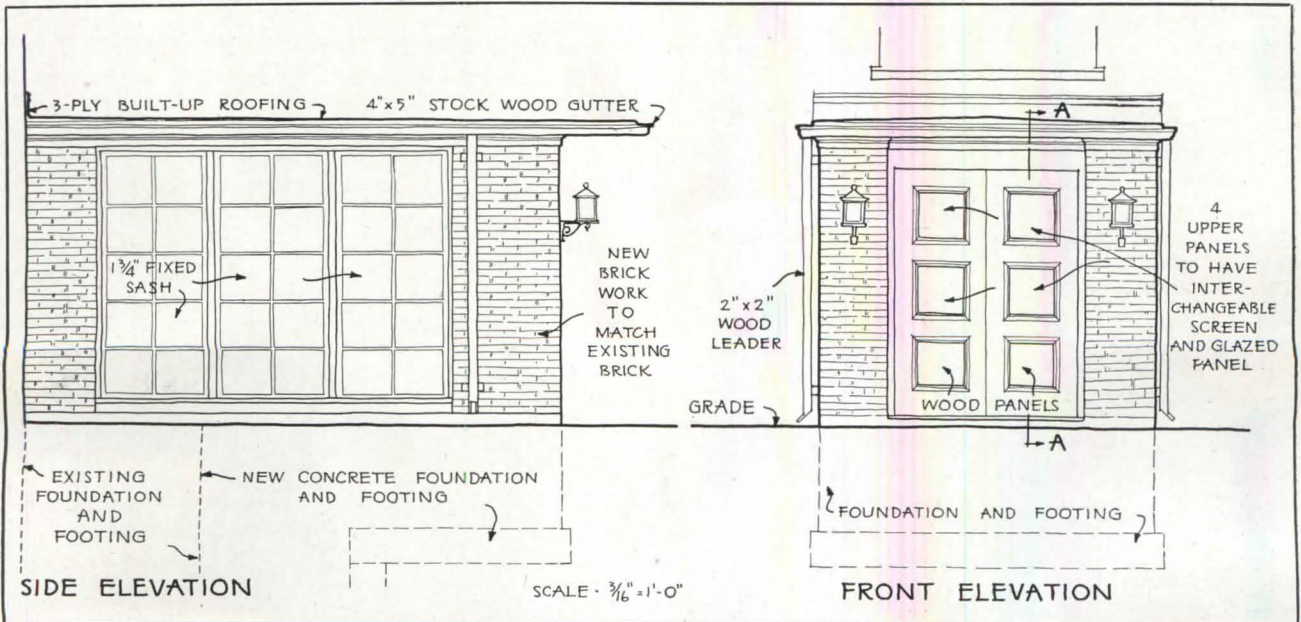 3-PLY BUILT-UP ROOFING
4"x5" STOCK WOOD GUTTER
1¾" FIXED
SASH
NEW
BRICK
WORK
TO
MATCH
EXISTING
BRICK
EXISTING
FOUNDATION
AND
FOOTING
NEW CONCRETE FOUNDATION
AND FOOTING
SIDE ELEVATION
SCALE - 3/16" = 1'-0"
A
2"x2"
WOOD
LEADER
4
UPPER
PANELS
TO HAVE
INTER-
CHANGEABLE
SCREEN
AND GLAZED
PANEL
WOOD PANELS
GRADE
A
FOUNDATION AND FOOTING
FRONT ELEVATION